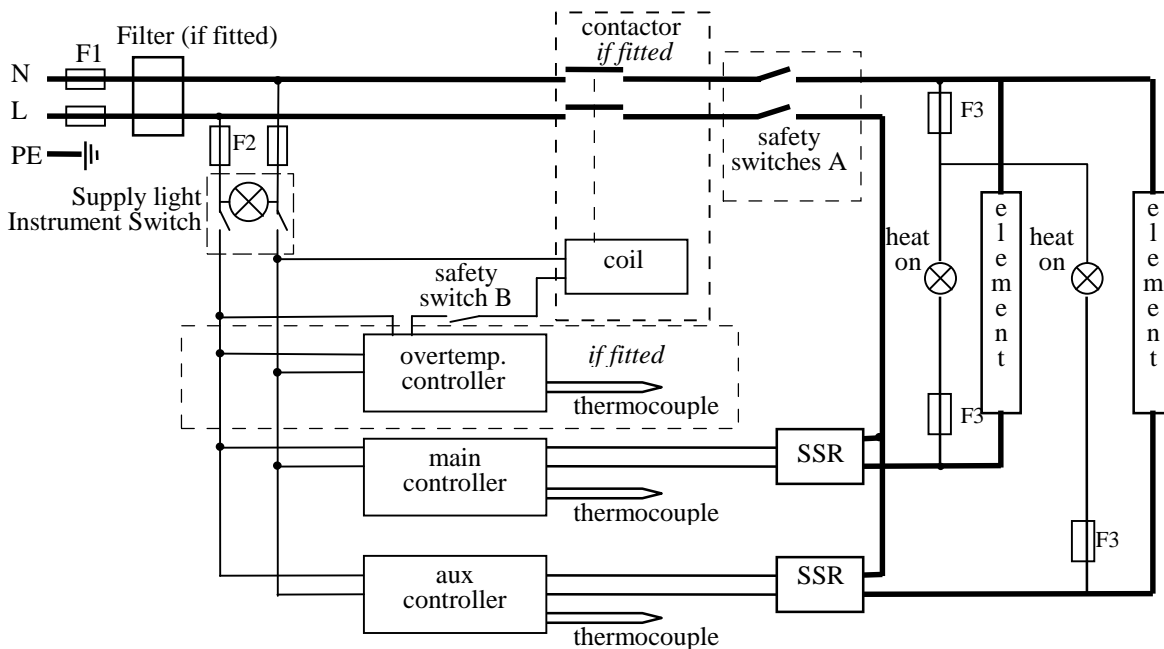 contactor
if fitted
Filter (if fitted)
F1
N
L
PE
F2
F3
safety
switches A
Supply light
Instrument Switch
coil
safety
switch B
heat
on
element
heat
on
element
overtemp.
controller
if fitted
thermocouple
F3
main
controller
SSR
thermocouple
F3
aux
controller
SSR
thermocouple